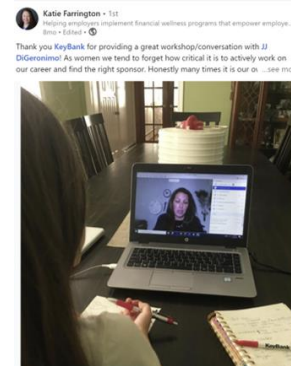 Katie Farrington • 1st
Helping employers implement financial wellness programs that empower employe...
8mo • Edited •
Thank you KeyBank for providing a great workshop/conversation with JJ
DiGeronimo! As women we tend to forget how critical it is to actively work on
our career and find the right sponsor. Honestly many times it is our ...see mo
KeyBank